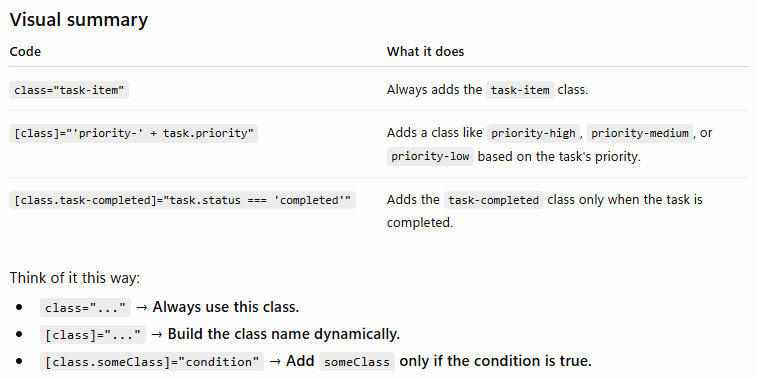 Visual summary
Code What it does
class="task-item" Always adds the task-item class.
[class]="'priority-' + task.priority" Adds a class like priority-high, priority-medium, or
priority-low based on the task's priority.
[class.task-completed]="task.status === 'completed'" Adds the task-completed class only when the task is
completed.
Think of it this way:
• class="..." → Always use this class.
• [class]="..." → Build the class name dynamically.
• [class.someClass]="condition" → Add someClass only if the condition is true.